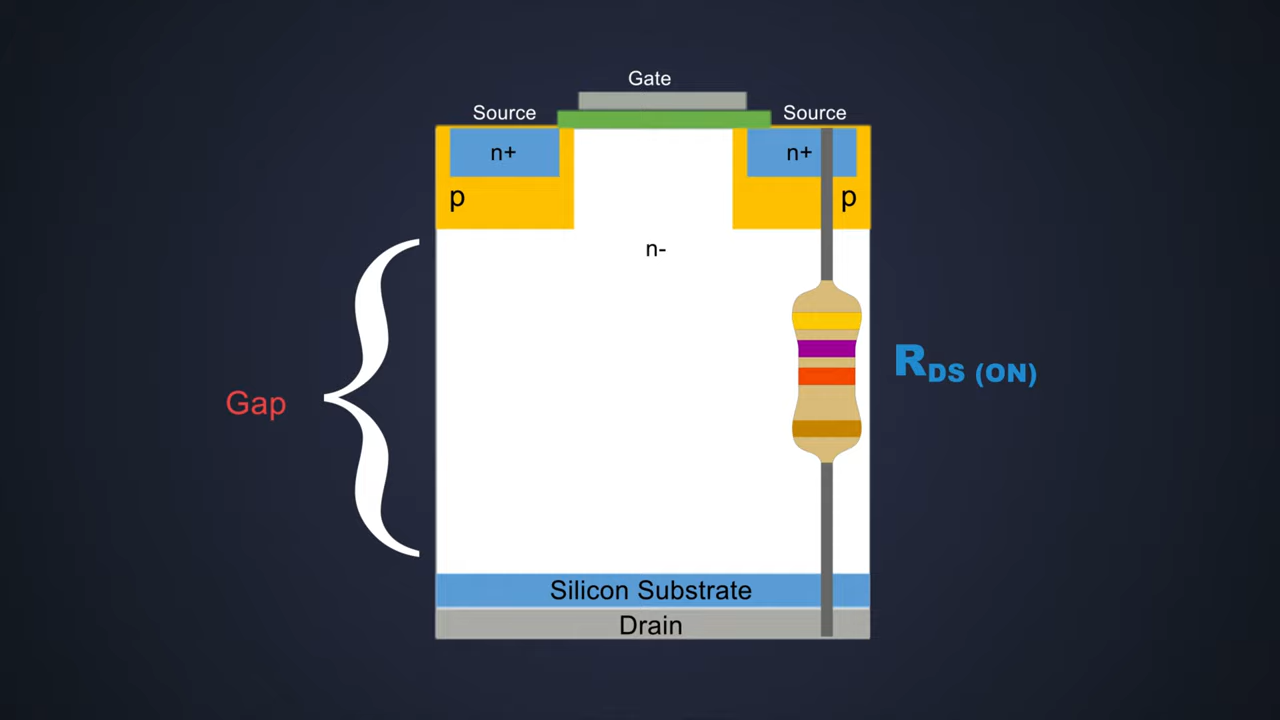 Gate
Source
Source
n+
n+
p
p
n-
Gap
RDS (ON)
Silicon Substrate
Drain